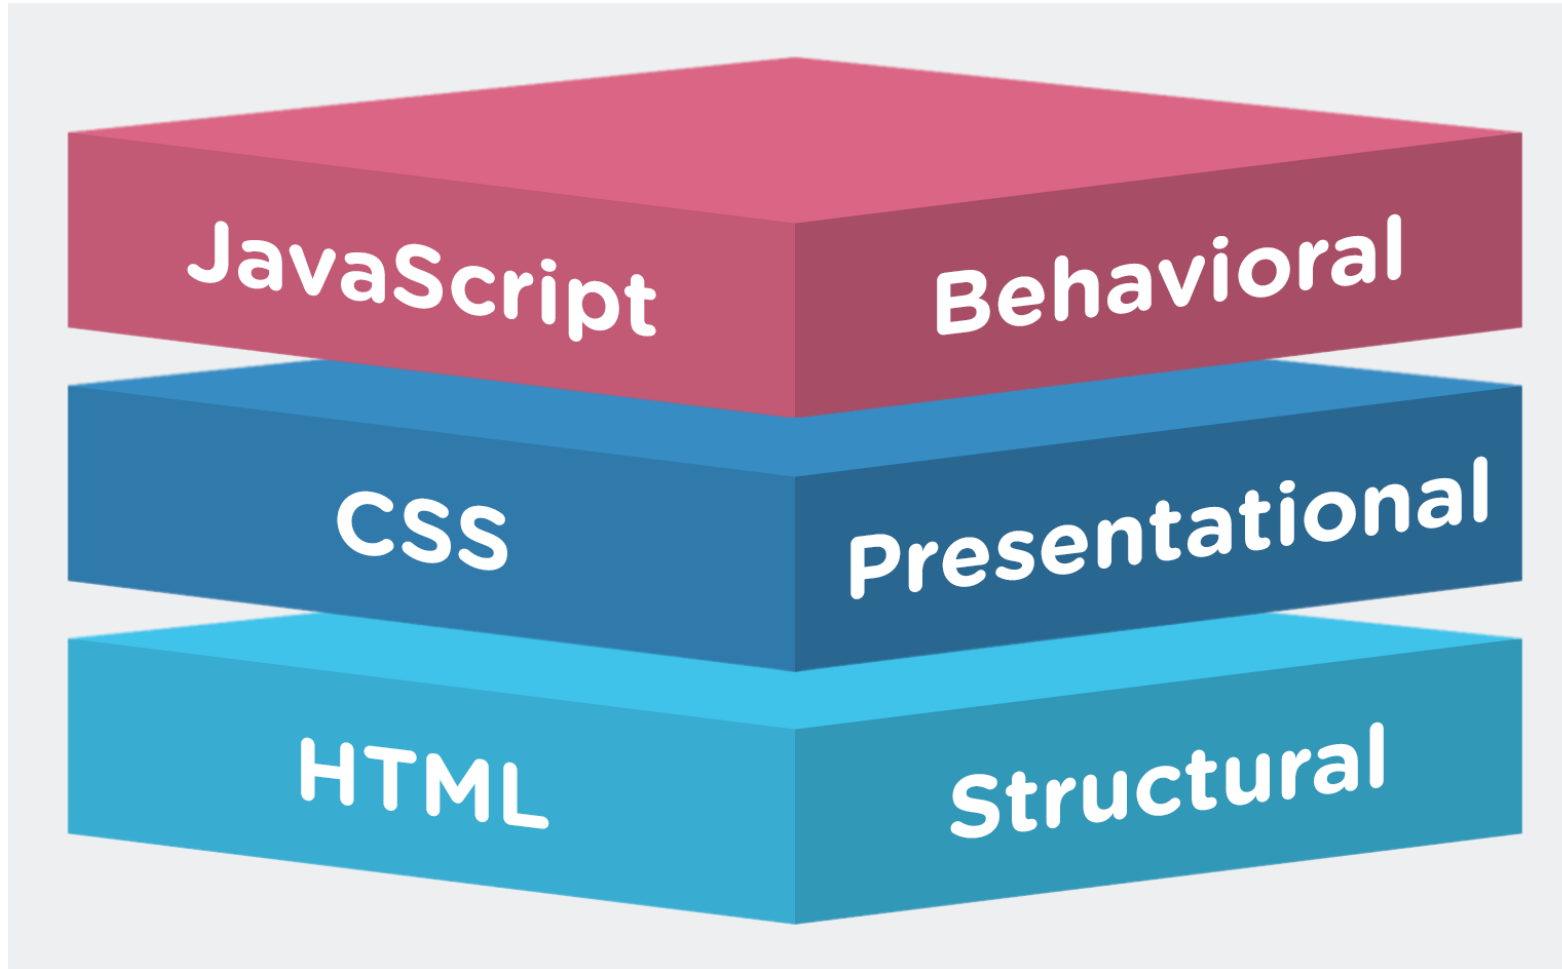 JavaScript
Behavioral
CSS
Presentational
HTML
Structural